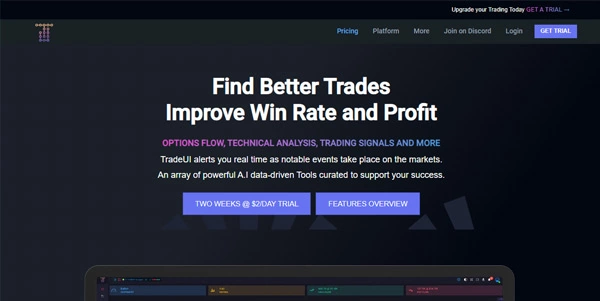 Upgrade your Trading Today GET A TRIAL →
Pricing Platform More Join on Discord Login GET TRIAL
Find Better Trades
Improve Win Rate and Profit
OPTIONS FLOW, TECHNICAL ANALYSIS, TRADING SIGNALS AND MORE
TradeUI alerts you real time as notable events take place on the markets.
An array of powerful A.I data-driven Tools curated to support your success.
TWO WEEKS @ $2/DAY TRIAL FEATURES OVERVIEW